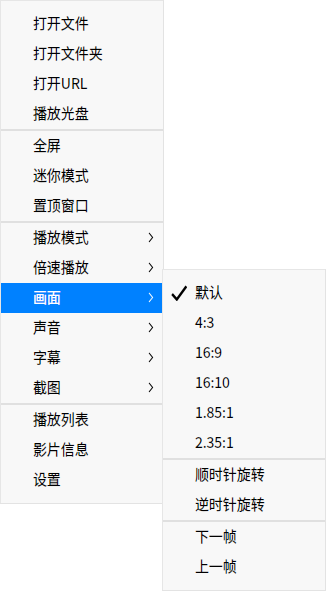 打开文件
打开文件夹
打开URL
播放光盘
全屏
迷你模式
置顶窗口
播放模式
倍速播放
画面
声音
字幕
截图
播放列表
影片信息
设置
默认
4:3
16:9
16:10
1.85:1
2.35:1
顺时针旋转
逆时针旋转
下一帧
上一帧